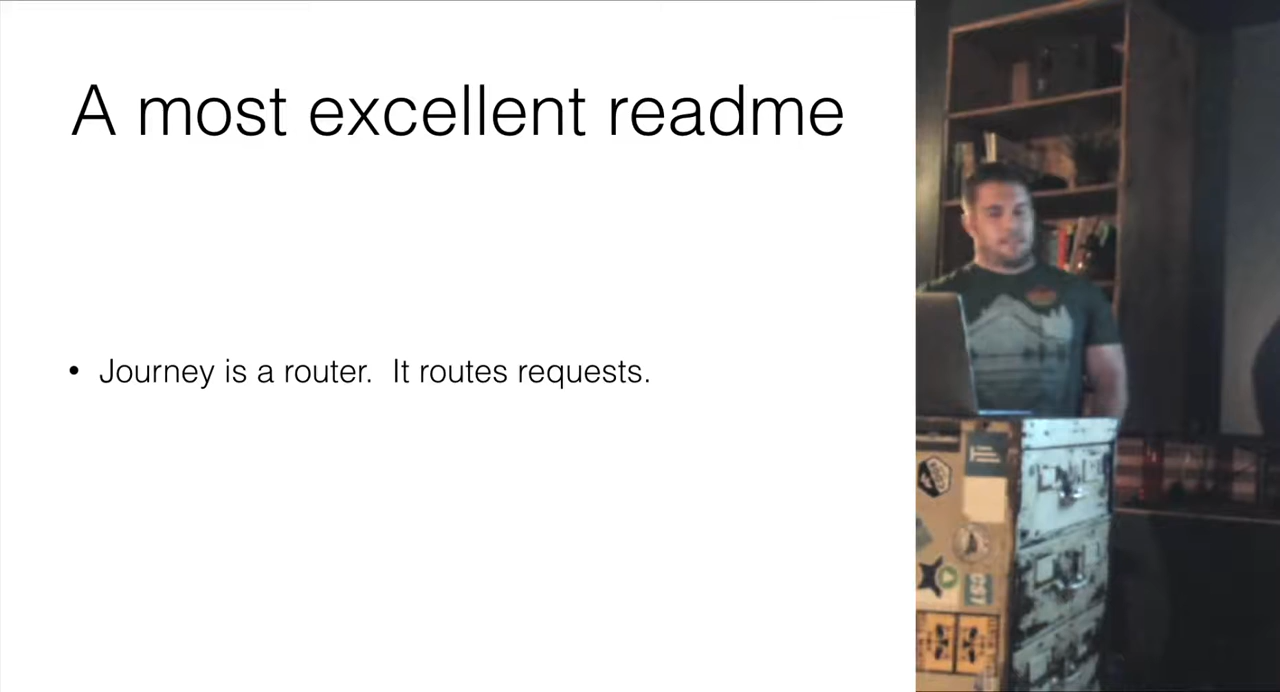 A most excellent readme
• Journey is a router.  It routes requests.